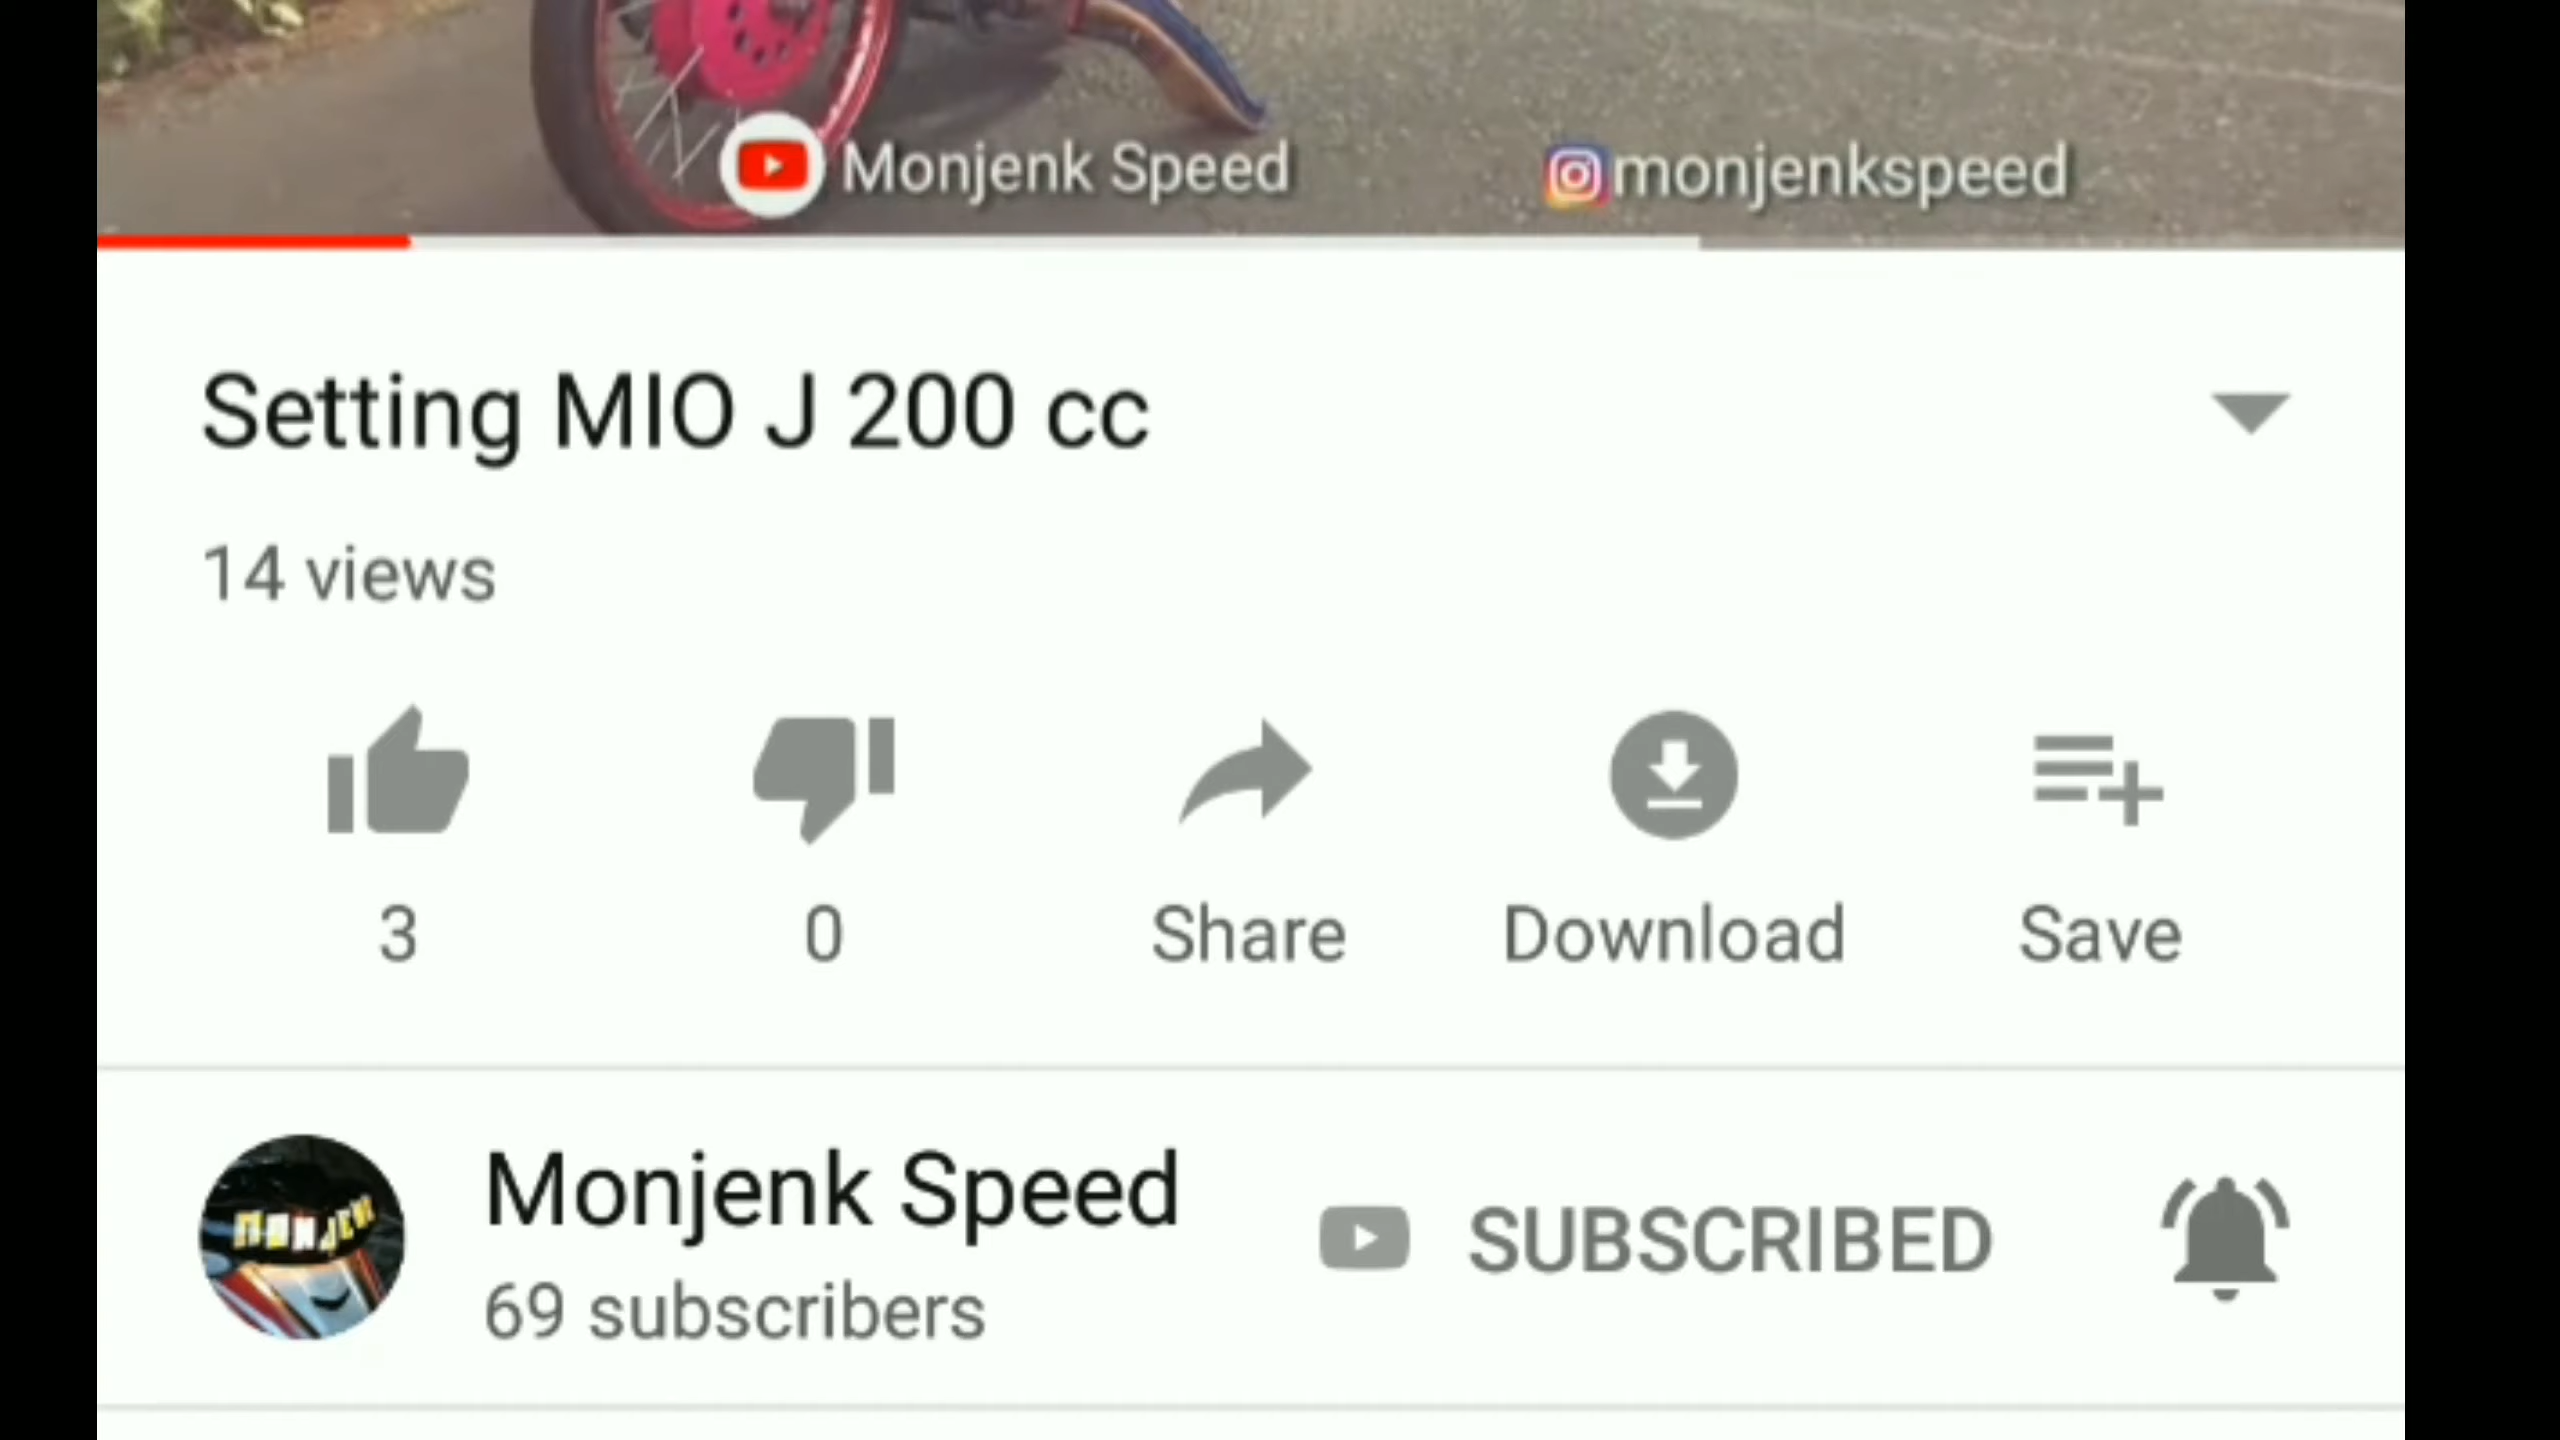 Monjenk Speed
monjenkspeed
Setting MIO J 200 cc
14 views
3
0
Share
Download
Save
MONJENK
Monjenk Speed
69 subscribers
SUBSCRIBED